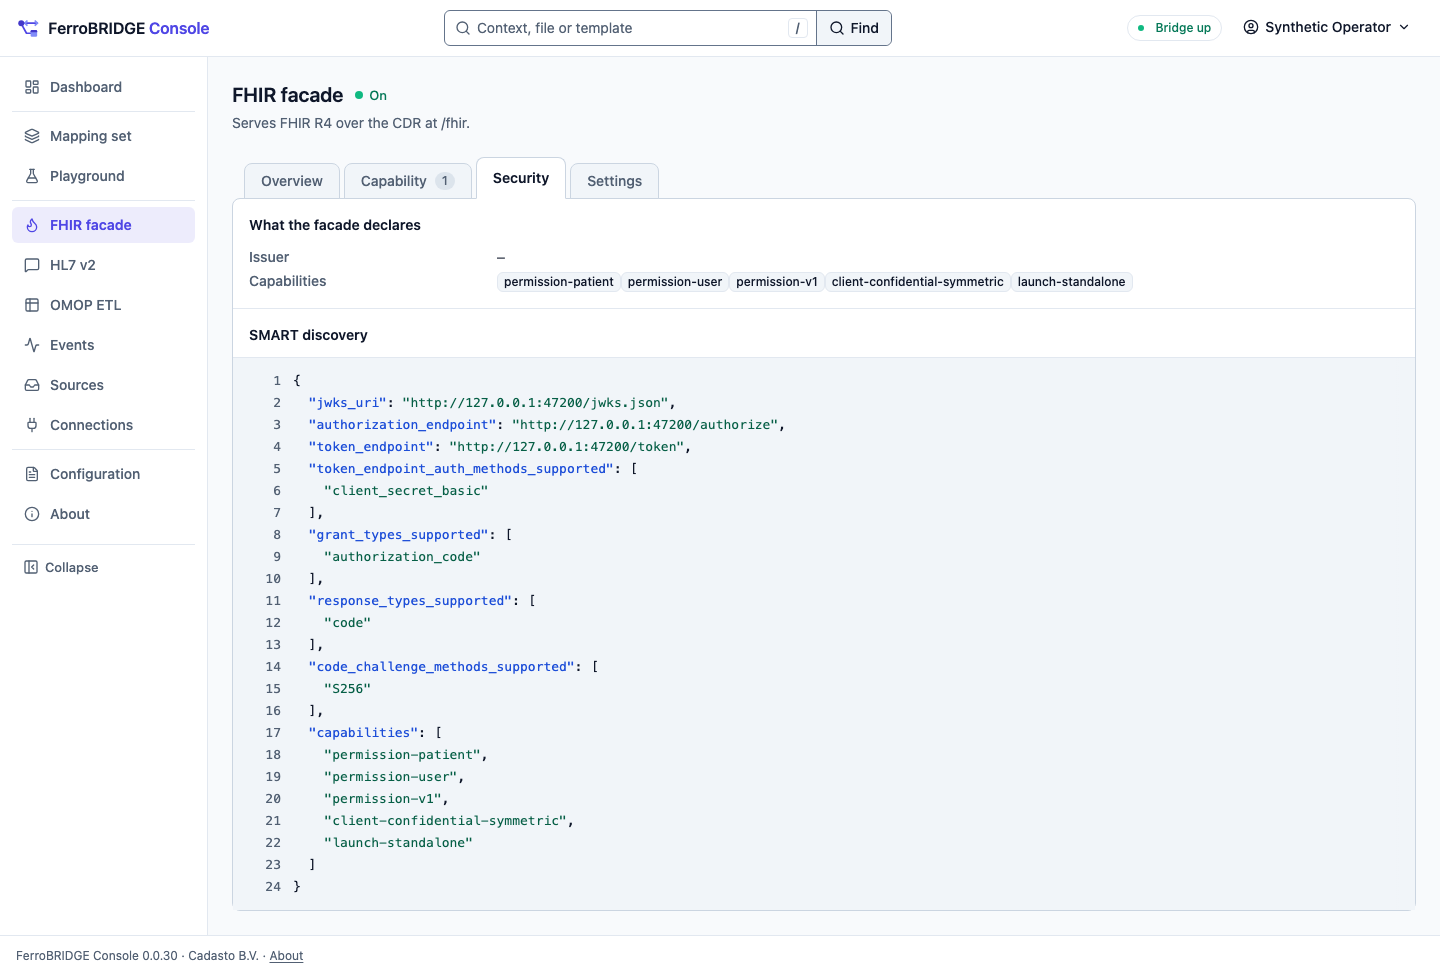 FerroBRIDGE Console
Context, file or template
/
Find
Bridge up
Synthetic Operator
Dashboard
Mapping set
Playground
FHIR facade
HL7 v2
OMOP ETL
Events
Sources
Connections
Configuration
About
Collapse
FHIR facade
On
Serves FHIR R4 over the CDR at /fhir.
Overview
Capability 1
Security
Settings
What the facade declares
Issuer –
Capabilities permission-patient permission-user permission-v1 client-confidential-symmetric launch-standalone
SMART discovery
1 {
2 "jwks_uri": "http://127.0.0.1:47200/jwks.json",
3 "authorization_endpoint": "http://127.0.0.1:47200/authorize",
4 "token_endpoint": "http://127.0.0.1:47200/token",
5 "token_endpoint_auth_methods_supported": [
6 "client_secret_basic"
7 ],
8 "grant_types_supported": [
9 "authorization_code"
10 ],
11 "response_types_supported": [
12 "code"
13 ],
14 "code_challenge_methods_supported": [
15 "S256"
16 ],
17 "capabilities": [
18 "permission-patient",
19 "permission-user",
20 "permission-v1",
21 "client-confidential-symmetric",
22 "launch-standalone"
23 ]
24 }
FerroBRIDGE Console 0.0.30 · Cadasto B.V. · About